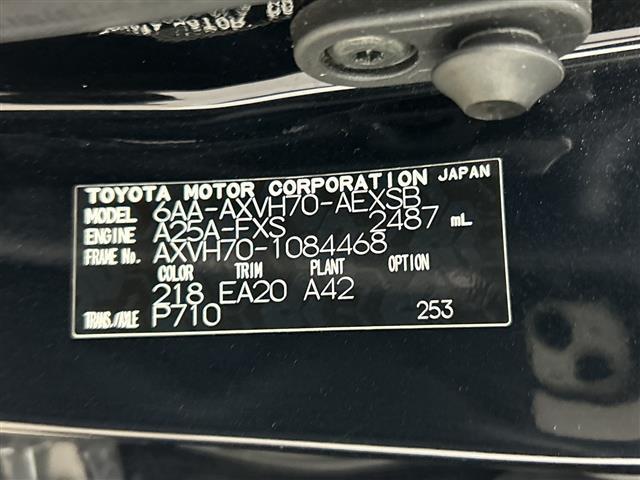 TOYOTA MOTOR CORPORATION JAPAN
MODEL 6AA-AXVH70-AEXSB
ENGINE A25A-FXS 2487 mL
FRAME No. AXVH70-1084468
COLOR TRIM PLANT OPTION
218 EA20 A42
TRANS./AXLE P710 253